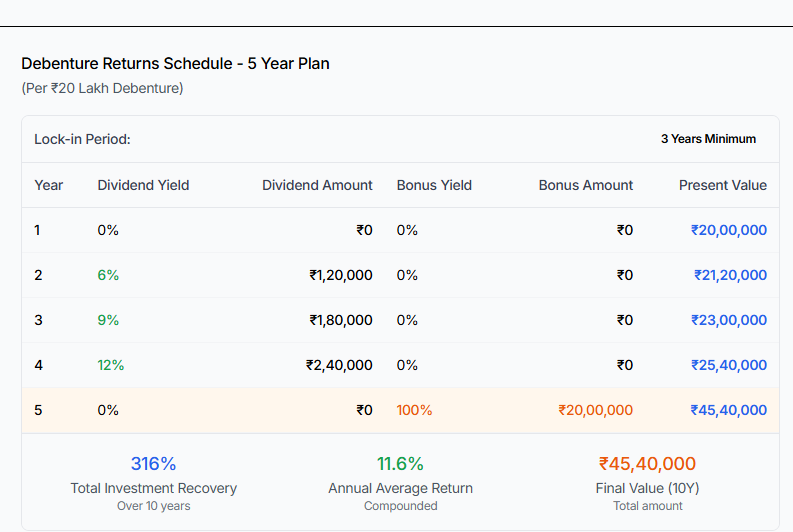 Debenture Returns Schedule - 5 Year Plan
(Per ₹20 Lakh Debenture)
Lock-in Period: 3 Years Minimum
Year Dividend Yield Dividend Amount Bonus Yield Bonus Amount Present Value
1 0% ₹0 0% ₹0 ₹20,00,000
2 6% ₹1,20,000 0% ₹0 ₹21,20,000
3 9% ₹1,80,000 0% ₹0 ₹23,00,000
4 12% ₹2,40,000 0% ₹0 ₹25,40,000
5 0% ₹0 100% ₹20,00,000 ₹45,40,000
316% 11.6% ₹45,40,000
Total Investment Recovery Annual Average Return Final Value (10Y)
Over 10 years Compounded Total amount